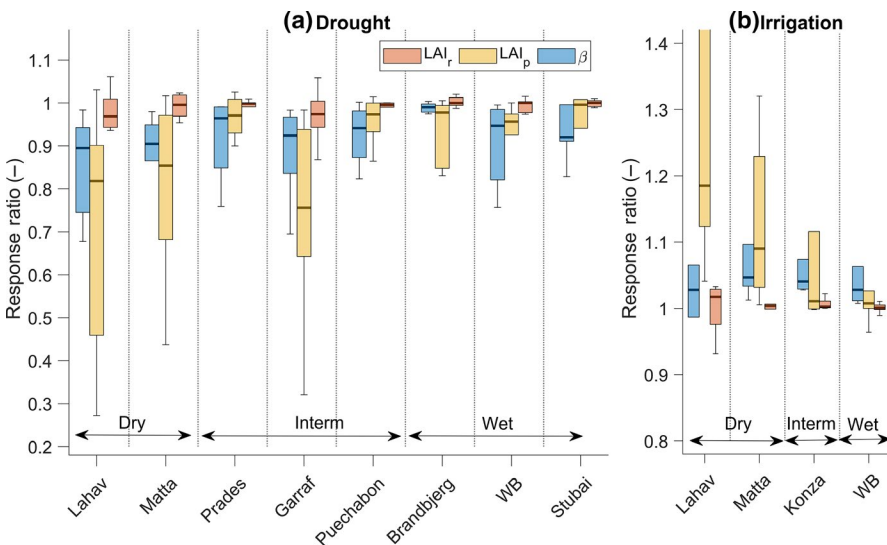 (a) Drought
(b) Irrigation
LAI_r LAI_p β
Response ratio (−)
1.1
1
0.9
0.8
0.7
0.6
0.5
0.4
0.3
0.2
Dry Interm Wet
Lahav Matta Prades Garraf Puechabon Brandbjerg WB Stubai
Response ratio (−)
1.4
1.3
1.2
1.1
1
0.9
0.8
Dry Interm Wet
Lahav Matta Konza WB